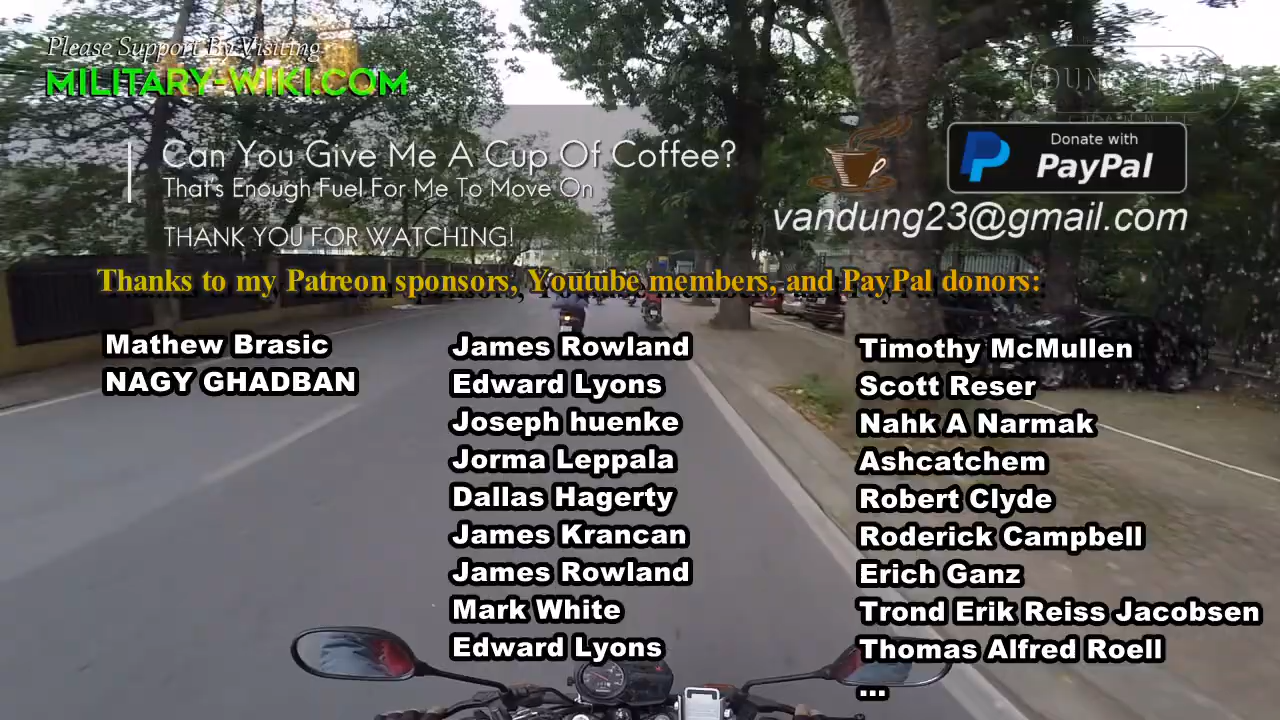 Please Support By Visiting
MILITARY-WIKI.COM
DUNG TRAN
CHANNEL
Can You Give Me A Cup Of Coffee?
That's Enough Fuel For Me To Move On
THANK YOU FOR WATCHING!
Donate with
PayPal
vandung23@gmail.com
Thanks to my Patreon sponsors, Youtube members, and PayPal donors:
Mathew Brasic
NAGY GHADBAN
James Rowland
Edward Lyons
Joseph huenke
Jorma Leppala
Dallas Hagerty
James Krancan
James Rowland
Mark White
Edward Lyons
Timothy McMullen
Scott Reser
Nahk A Narmak
Ashcatchem
Robert Clyde
Roderick Campbell
Erich Ganz
Trond Erik Reiss Jacobsen
Thomas Alfred Roell
...